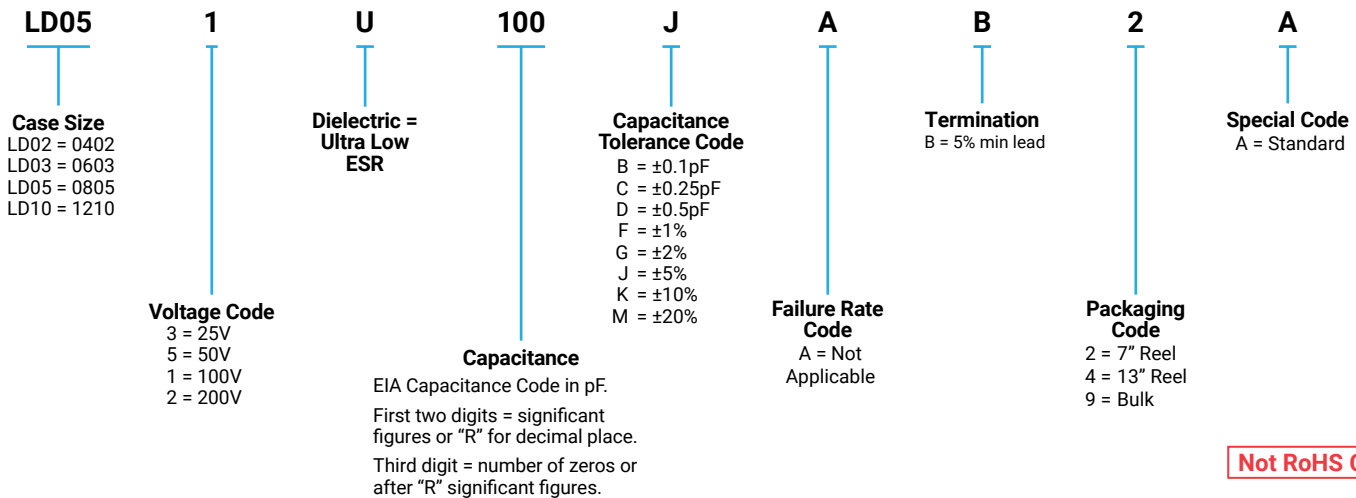 LD05 1 U 100 J A B 2 A
Case Size
LD02 = 0402
LD03 = 0603
LD05 = 0805
LD10 = 1210
Voltage Code
3 = 25V
5 = 50V
1 = 100V
2 = 200V
Dielectric =
Ultra Low
ESR
Capacitance
EIA Capacitance Code in pF.
First two digits = significant
figures or “R” for decimal place.
Third digit = number of zeros or
after “R” significant figures.
Capacitance
Tolerance Code
B = ±0.1pF
C = ±0.25pF
D = ±0.5pF
F = ±1%
G = ±2%
J = ±5%
K = ±10%
M = ±20%
Failure Rate
Code
A = Not
Applicable
Termination
B = 5% min lead
Packaging
Code
2 = 7” Reel
4 = 13” Reel
9 = Bulk
Special Code
A = Standard
Not RoHS